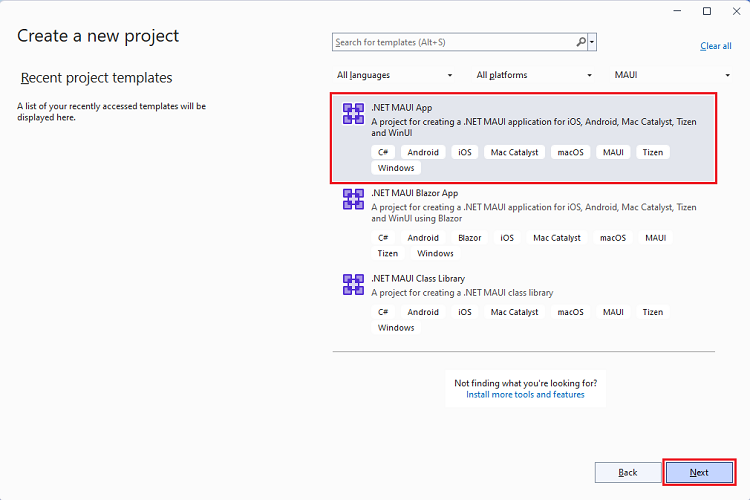 Create a new project
Search for templates (Alt+S)
Clear all
Recent project templates
All languages
All platforms
MAUI
A list of your recently accessed templates will be
displayed here.
.NET MAUI App
A project for creating a .NET MAUI application for iOS, Android, Mac Catalyst, Tizen
and WinUI
C# Android iOS Mac Catalyst macOS MAUI Tizen
Windows
.NET MAUI Blazor App
A project for creating a .NET MAUI application for iOS, Android, Mac Catalyst, Tizen
and WinUI using Blazor
C# Android Blazor iOS Mac Catalyst macOS MAUI
Tizen Windows
.NET MAUI Class Library
A project for creating a .NET MAUI class library
C# Android iOS Mac Catalyst macOS MAUI Tizen
Windows
Not finding what you're looking for?
Install more tools and features
Back
Next